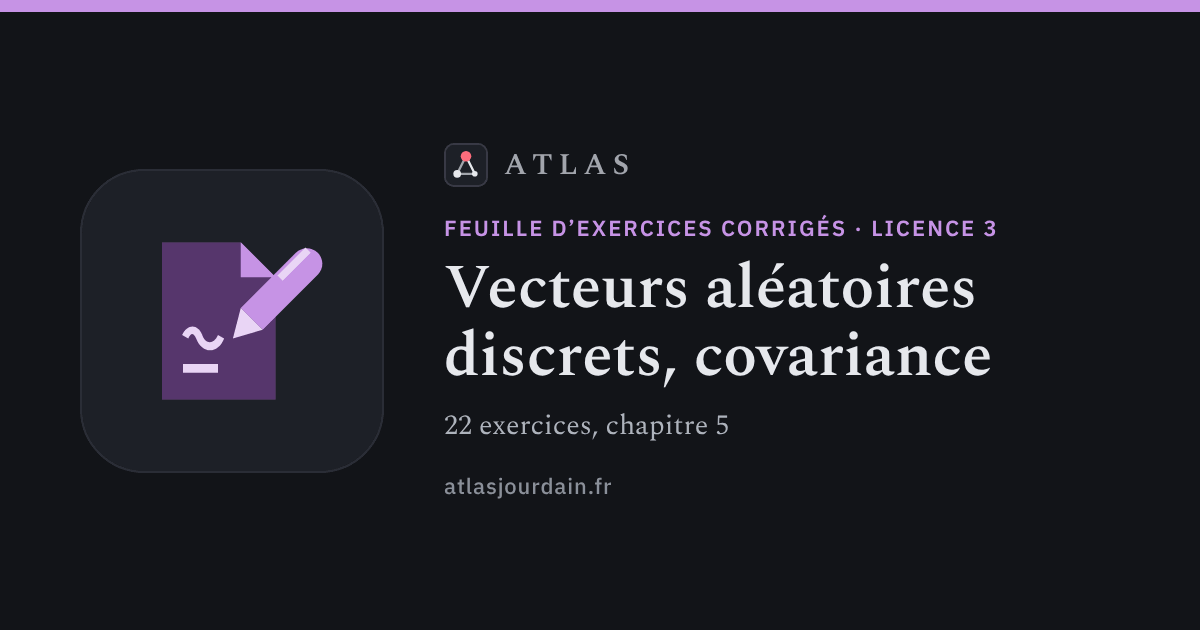 ATLAS
FEUILLE D’EXERCICES CORRIGÉS · LICENCE 3
Vecteurs aléatoires
discrets, covariance
22 exercices, chapitre 5
atlasjourdain.fr